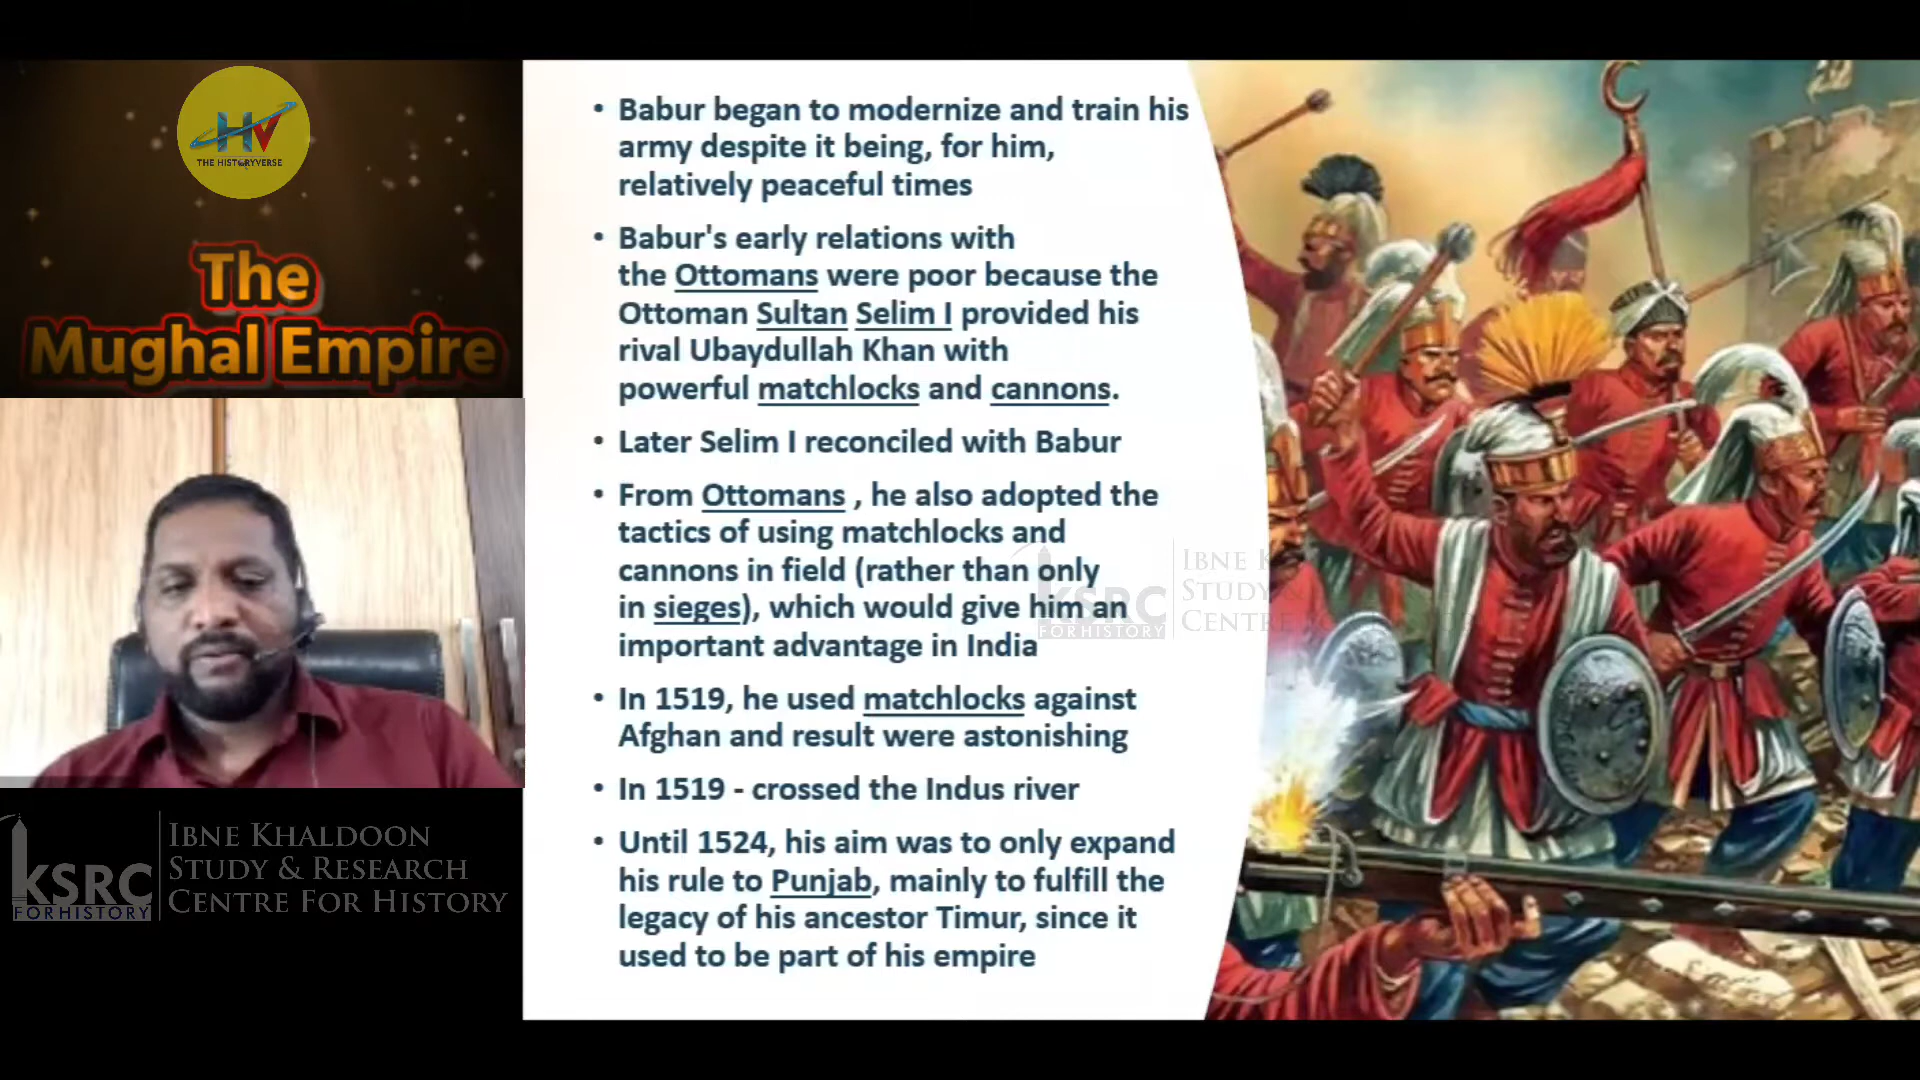 HV
THE HISTORYVERSE
The
Mughal Empire
• Babur began to modernize and train his
army despite it being, for him,
relatively peaceful times
• Babur's early relations with
the Ottomans were poor because the
Ottoman Sultan Selim I provided his
rival Ubaydullah Khan with
powerful matchlocks and cannons.
• Later Selim I reconciled with Babur
• From Ottomans , he also adopted the
tactics of using matchlocks and
cannons in field (rather than only
in sieges), which would give him an
important advantage in India
• In 1519, he used matchlocks against
Afghan and result were astonishing
• In 1519 - crossed the Indus river
• Until 1524, his aim was to only expand
his rule to Punjab, mainly to fulfill the
legacy of his ancestor Timur, since it
used to be part of his empire
KSRC
FOR HISTORY
IBNE KHALDOON
STUDY & RESEARCH
CENTRE FOR HISTORY
KSRC
FOR HISTORY
IBNE
STUDY
CENTRE